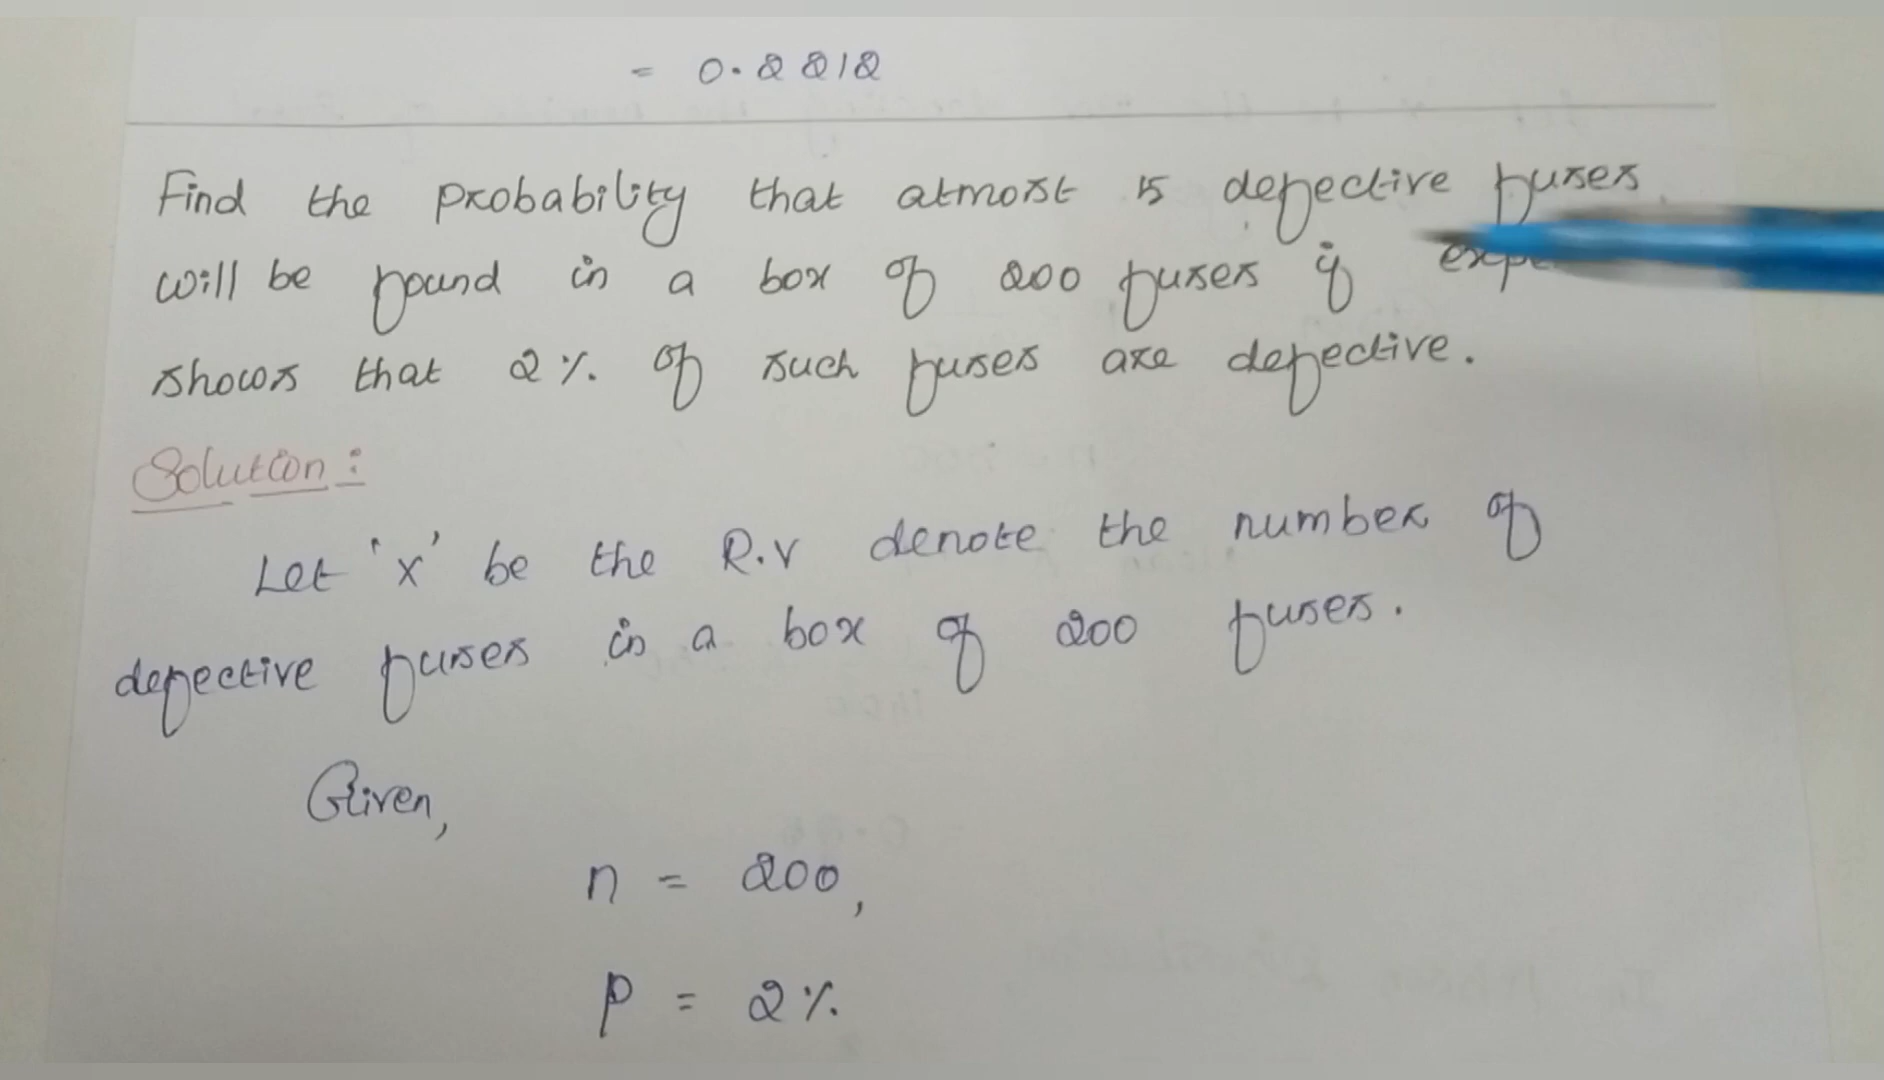 = 0.2212
Find the probability that atmost 5 defective fuses
will be found in a box of 200 fuses if
shows that 2 %. of such fuses are defective.
Solution :
Let 'x' be the R.V denote the number of
defective fuses in a box of 200 fuses.
Given,
n = 200,
P = 2 %.